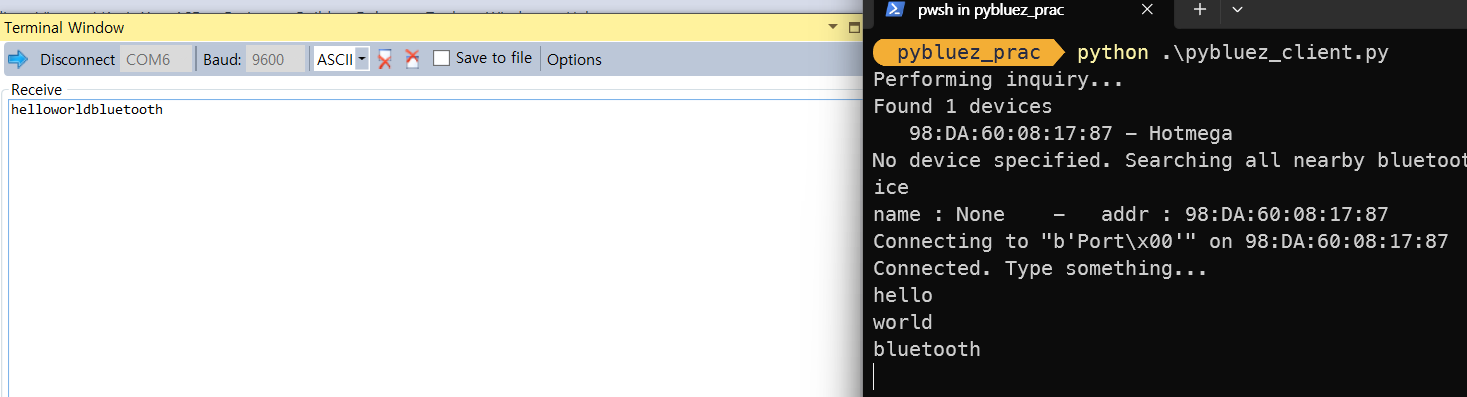 Terminal Window
Disconnect COM6 Baud: 9600 ASCII Save to file Options
Receive
helloworldbluetooth
pwsh in pybluez_prac
pybluez_prac python .\pybluez_client.py
Performing inquiry...
Found 1 devices
98:DA:60:08:17:87 – Hotmega
No device specified. Searching all nearby bluetoot
ice
name : None – addr : 98:DA:60:08:17:87
Connecting to "b'Port\x00'" on 98:DA:60:08:17:87
Connected. Type something...
hello
world
bluetooth